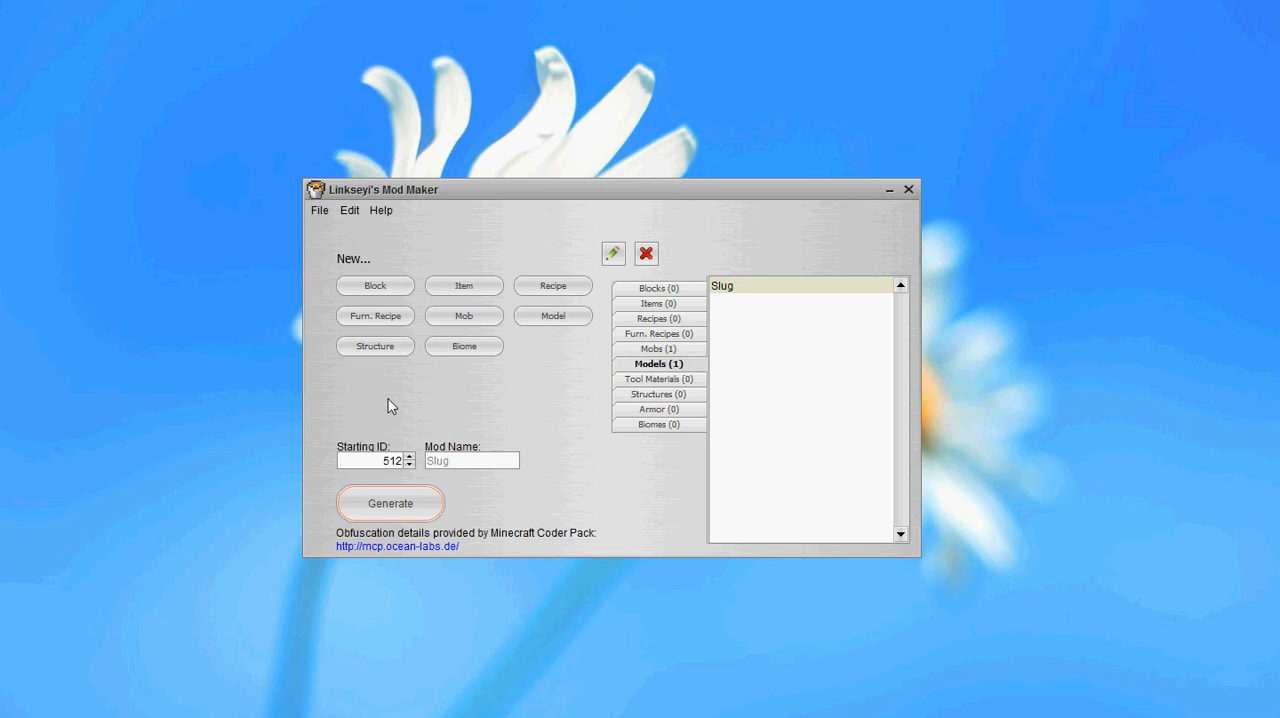 Linkseyi's Mod Maker
File Edit Help
New...
Block Item Recipe
Furn. Recipe Mob Model
Structure Biome
Blocks (0)
Items (0)
Recipes (0)
Furn. Recipes (0)
Mobs (1)
Models (1)
Tool Materials (0)
Structures (0)
Armor (0)
Biomes (0)
Slug
Starting ID: Mod Name:
512 Slug
Generate
Obfuscation details provided by Minecraft Coder Pack:
http://mcp.ocean-labs.de/